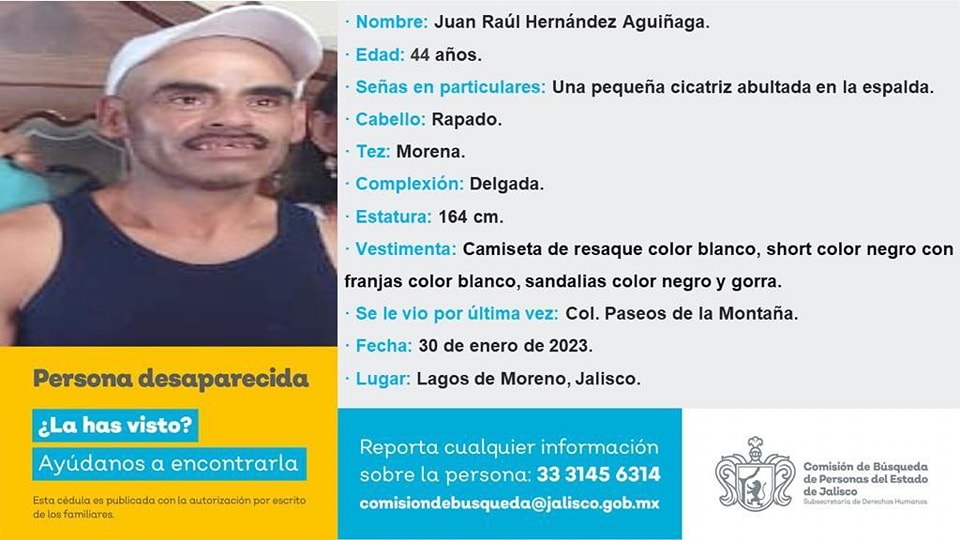 · Nombre: Juan Raúl Hernández Aguiñaga.
· Edad: 44 años.
· Señas en particulares: Una pequeña cicatriz abultada en la espalda.
· Cabello: Rapado.
· Tez: Morena.
· Complexión: Delgada.
· Estatura: 164 cm.
· Vestimenta: Camiseta de resaque color blanco, short color negro con
franjas color blanco, sandalias color negro y gorra.
· Se le vio por última vez: Col. Paseos de la Montaña.
· Fecha: 30 de enero de 2023.
· Lugar: Lagos de Moreno, Jalisco.
Persona desaparecida
¿La has visto?
Ayúdanos a encontrarla
Esta cédula es publicada con la autorización por escrito
de los familiares.
Reporta cualquier información
sobre la persona: 33 3145 6314
comisiondebusqueda@jalisco.gob.mx
Comisión de Búsqueda
de Personas del Estado
de Jalisco
Subsecretaría de Derechos Humanos